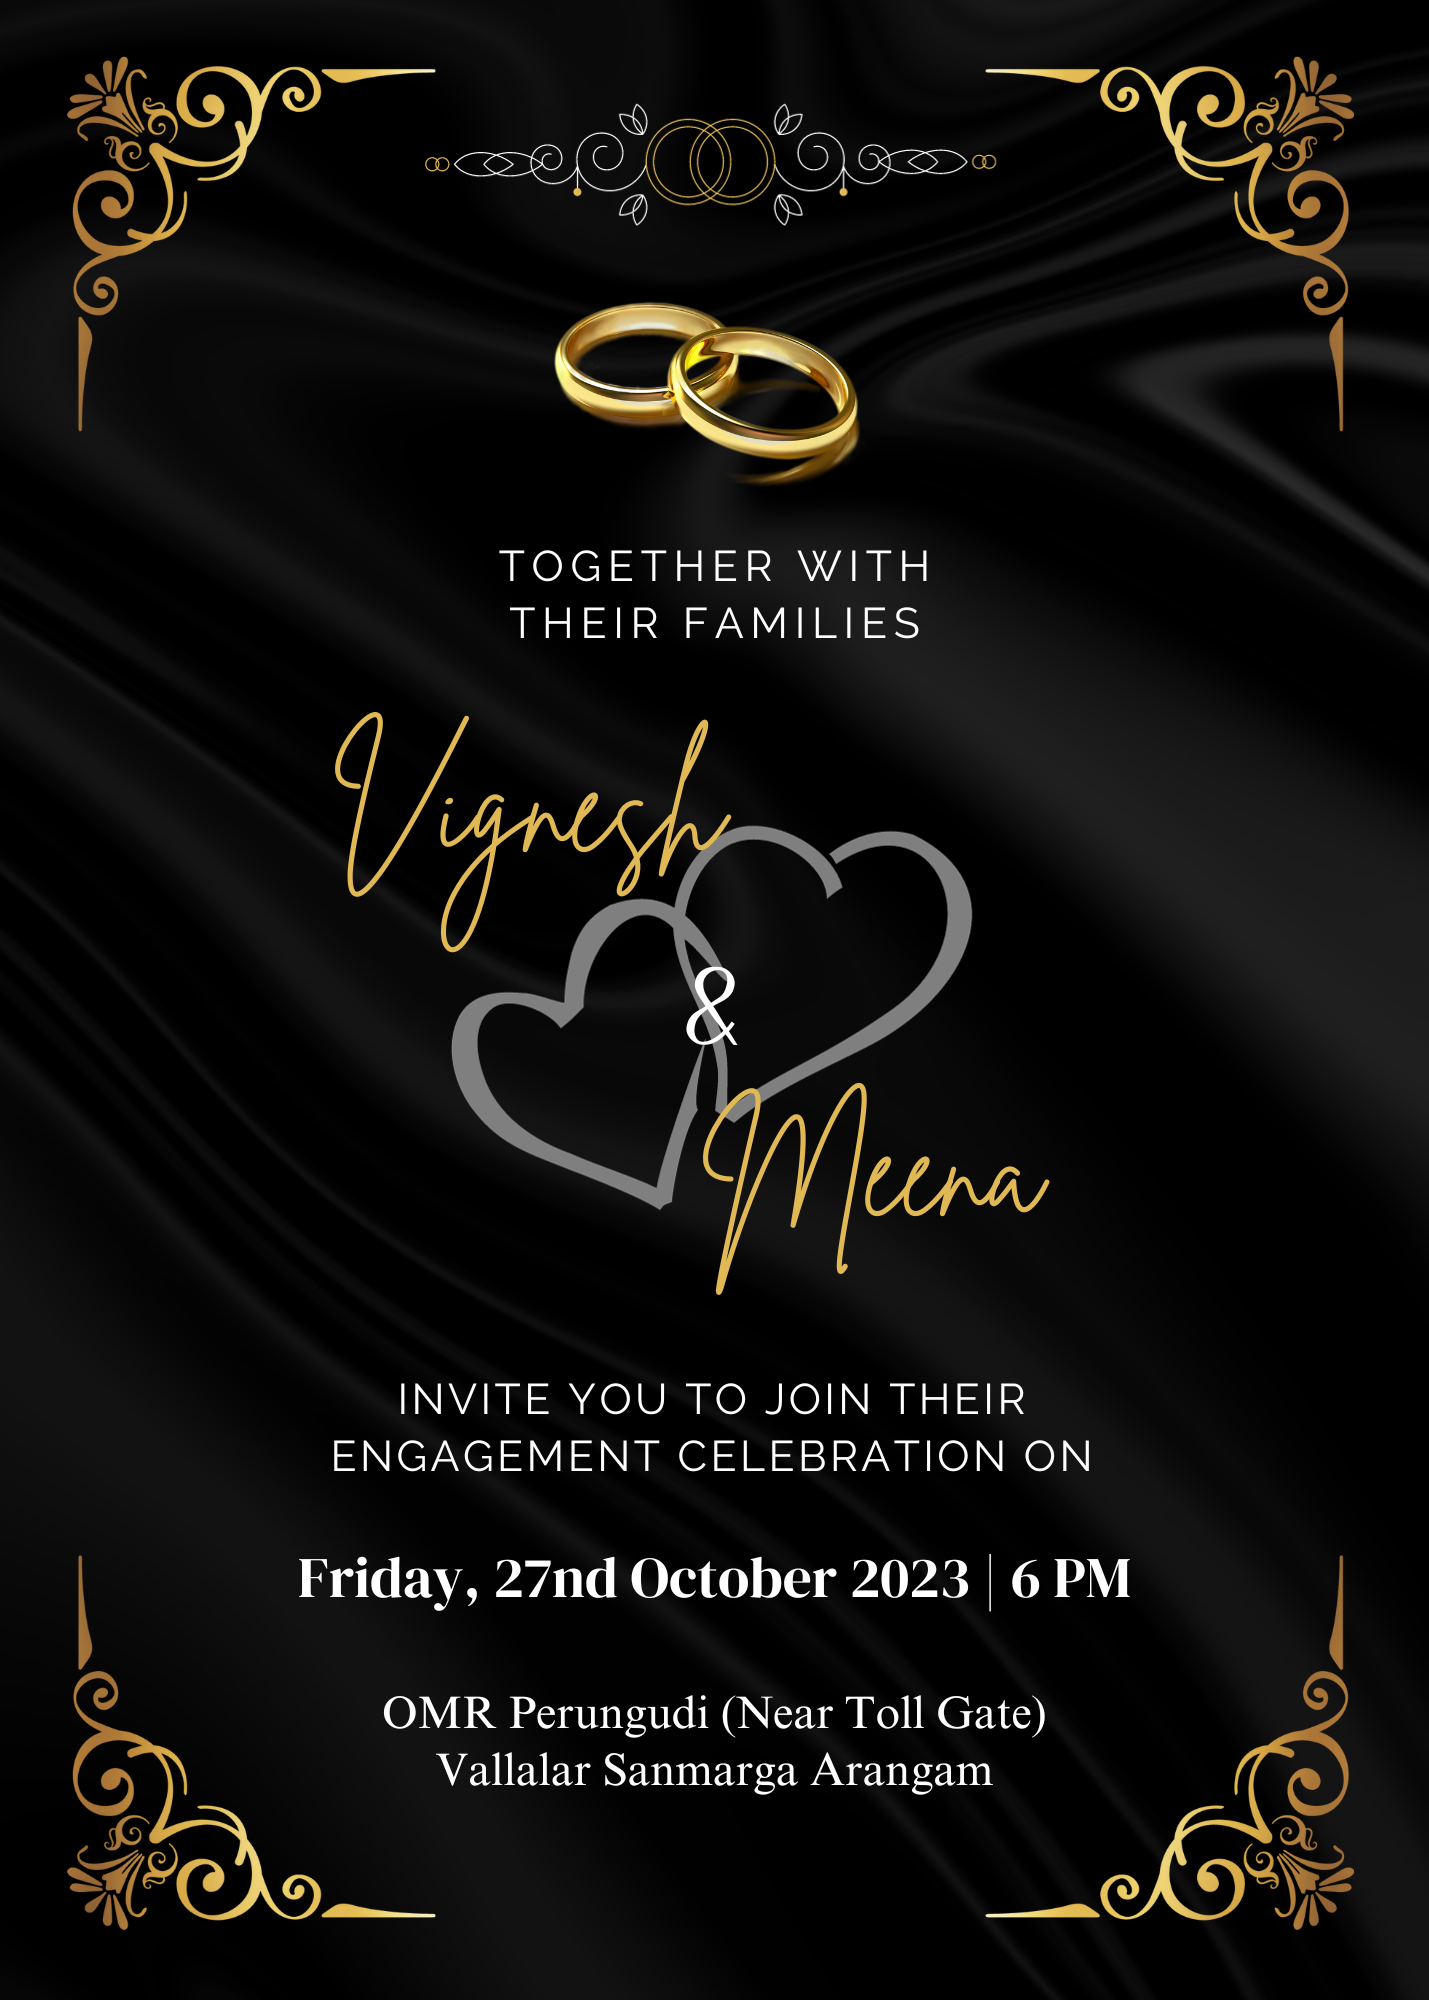 TOGETHER WITH
THEIR FAMILIES
Vignesh
&
Meena
INVITE YOU TO JOIN THEIR
ENGAGEMENT CELEBRATION ON
Friday, 27nd October 2023 | 6 PM
OMR Perungudi (Near Toll Gate)
Vallalar Sanmarga Arangam